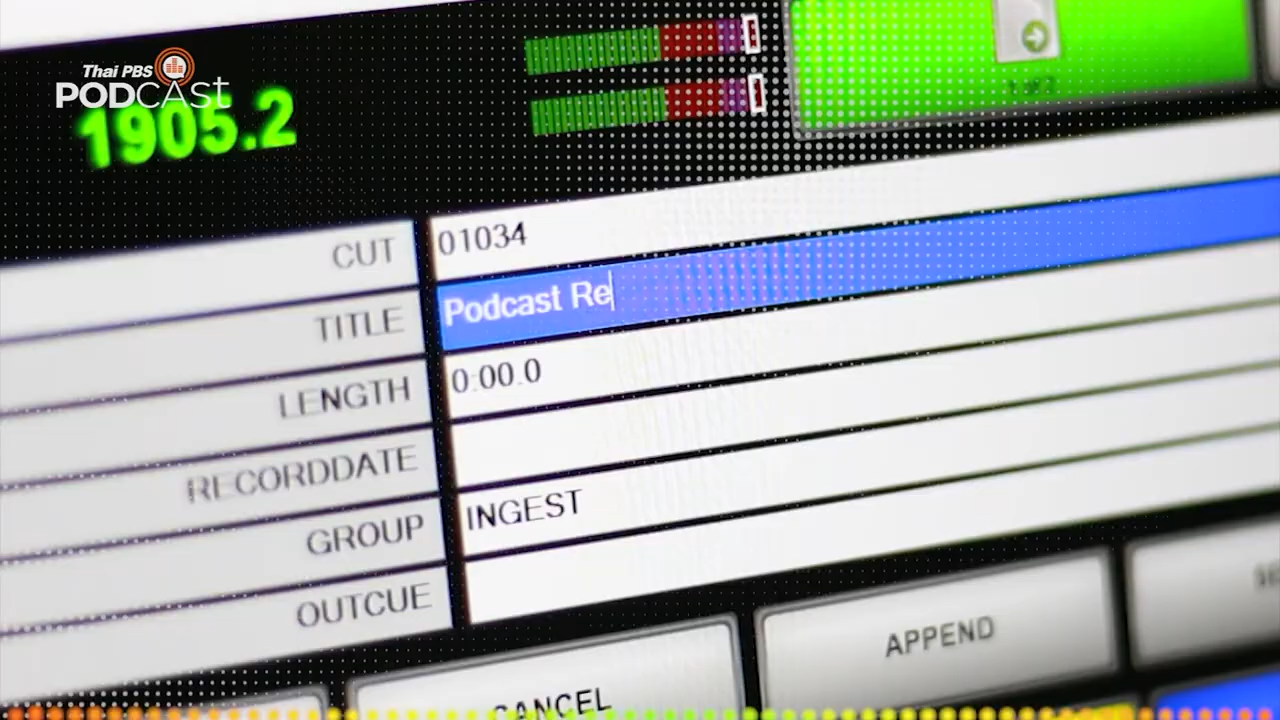 Thai PBS
PODCAST
1905.2
CUT 01034
TITLE Podcast Re
LENGTH 0:00.0
RECORDDATE
GROUP INGEST
OUTCUE
CANCEL
APPEND